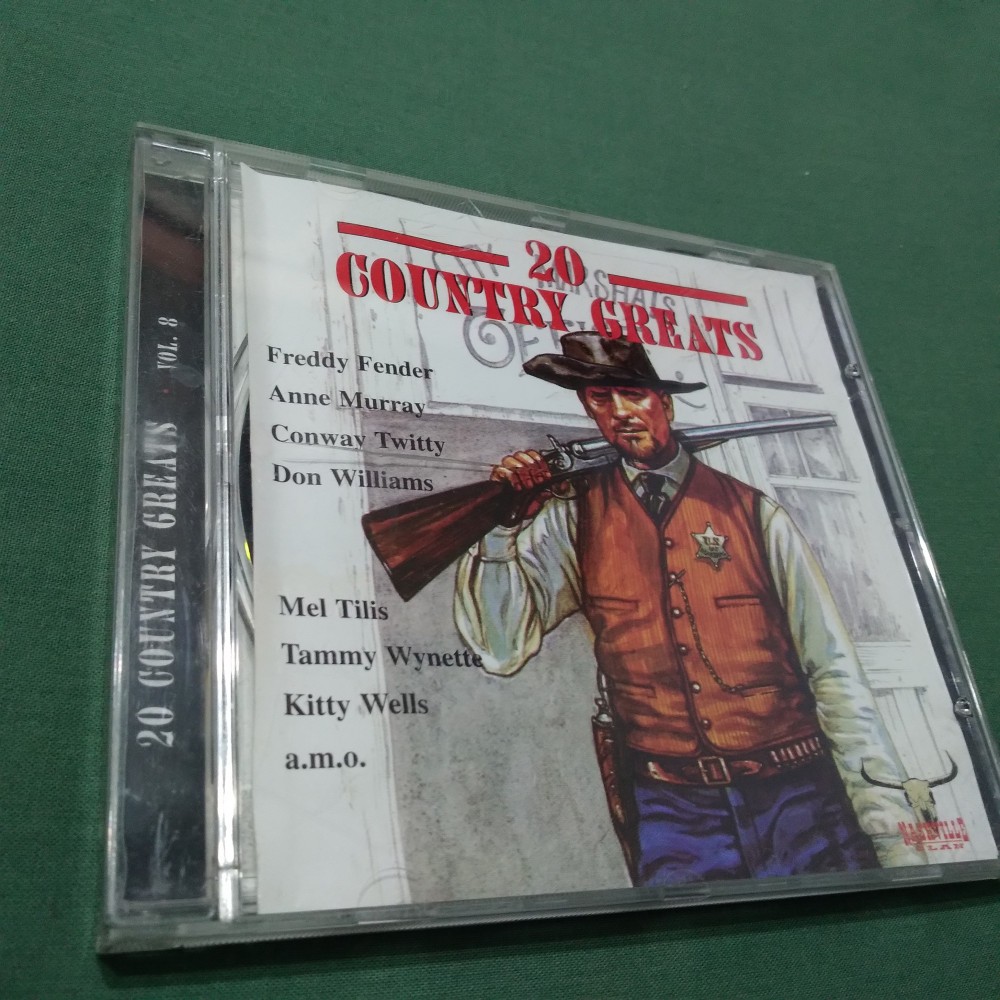 20
COUNTRY GREATS
Freddy Fender
Anne Murray
Conway Twitty
Don Williams
Mel Tilis
Tammy Wynette
Kitty Wells
a.m.o.
NASHVILLE
20 COUNTRY GREATS VOL. 8